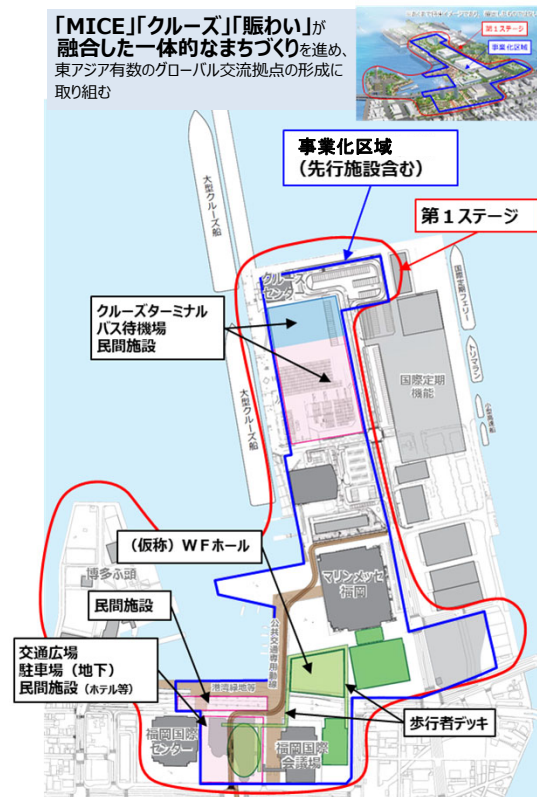 「MICE」「クルーズ」「賑わい」が
融合した一体的なまちづくりを進め、
東アジア有数のグローバル交流拠点の形成に
取り組む
第1ステージ
事業化区域
事業化区域
（先行施設含む）
第１ステージ
大型クルーズ船
クルーズ
センター
国際定期フェリー
トリマラン
小型高速船
クルーズターミナル
バス待機場
民間施設
国際定期
機能
大型クルーズ船
（仮称）ＷＦホール
マリンメッセ
福岡
博多ふ頭
民間施設
公共交通専用動線
交通広場
駐車場（地下）
民間施設（ホテル等）
港湾緑地等
歩行者デッキ
福岡国際
センター
福岡国際
会議場